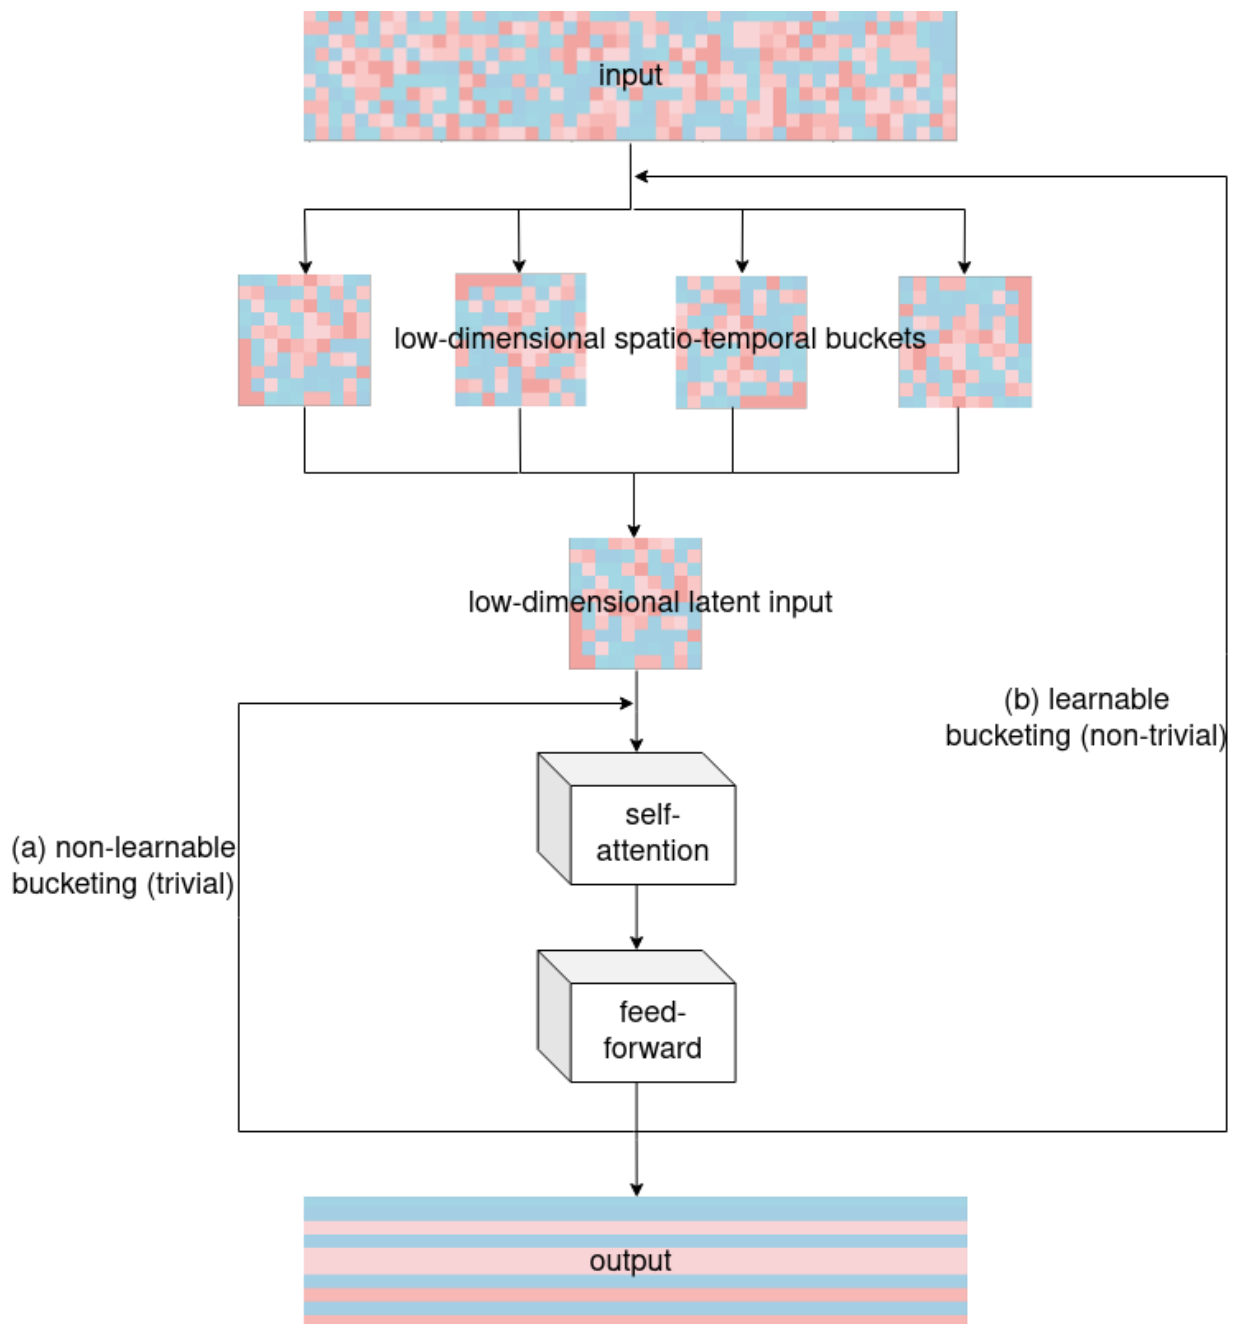 input
low-dimensional spatio-temporal buckets
low-dimensional latent input
(b) learnable
bucketing (non-trivial)
self-
attention
(a) non-learnable
bucketing (trivial)
feed-
forward
output